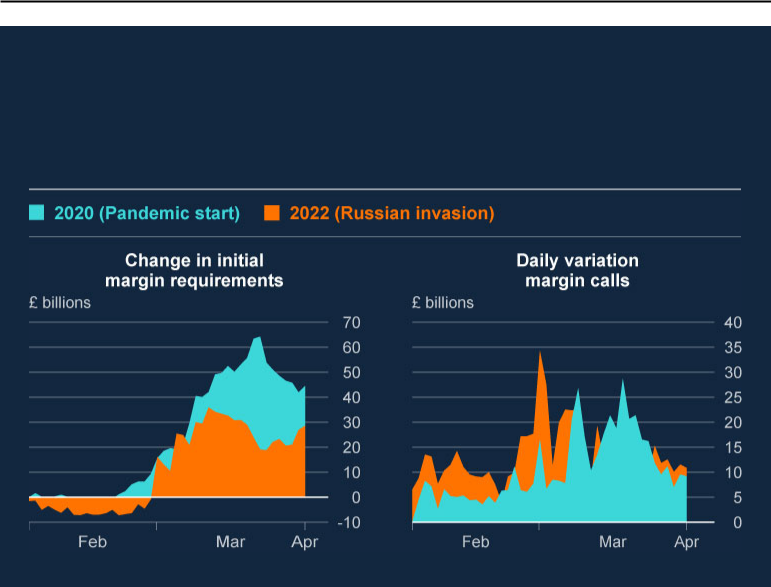 2020 (Pandemic start) 2022 (Russian invasion)
Change in initial
margin requirements
£ billions
70
60
50
40
30
20
10
0
-10
Feb Mar Apr
Daily variation
margin calls
£ billions
40
35
30
25
20
15
10
5
0
Feb Mar Apr